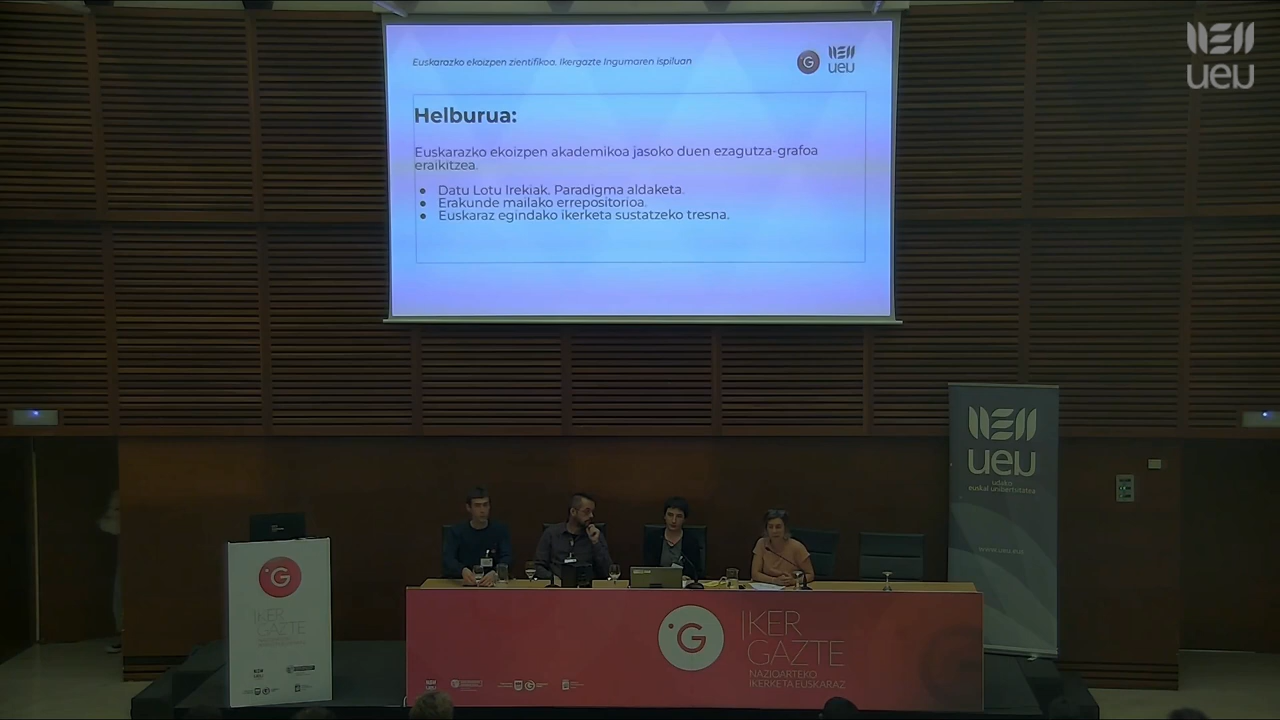 Euskarazko ekoizpen zientifikoa. Ikergazte Ingumaren ispiluan
G
ueu
ueu
Helburua:
Euskarazko ekoizpen akademikoa jasoko duen ezagutza-grafoa
eraikitzea.
• Datu Lotu Irekiak. Paradigma aldaketa.
• Erakunde mailako errepositorioa.
• Euskaraz egindako ikerketa sustatzeko tresna.
ueu
udako
euskal unibertsitatea
G
IKER
GAZTE
G
IKER
GAZTE
NAZIOARTEKO
IKERKETA EUSKARAZ